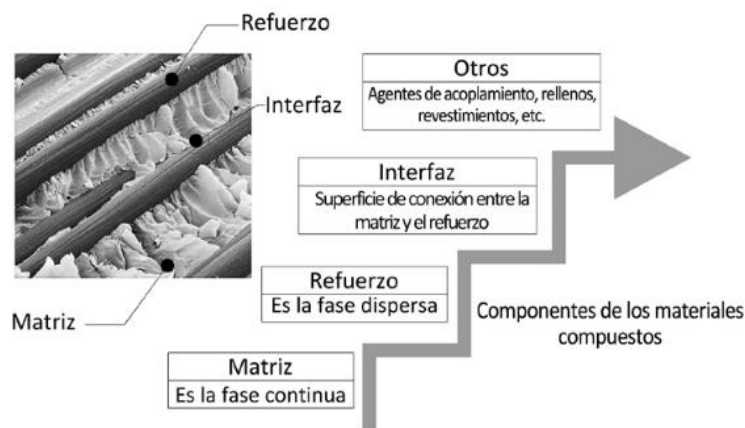 Refuerzo
Interfaz
Matriz
Otros
Agentes de acoplamiento, rellenos,
revestimientos, etc.
Interfaz
Superficie de conexión entre la
matriz y el refuerzo
Refuerzo
Es la fase dispersa
Matriz
Es la fase continua
Componentes de los materiales
compuestos